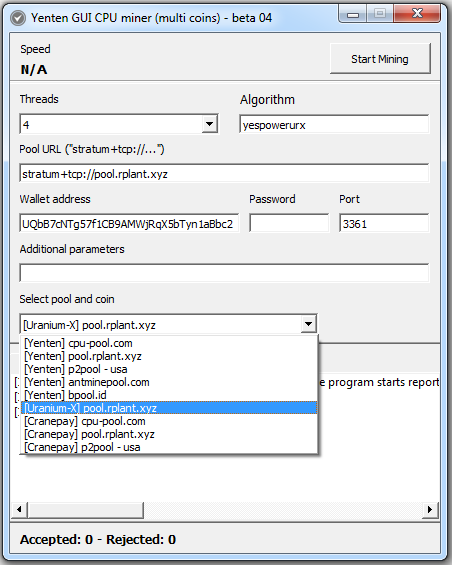 Yenten GUI CPU miner (multi coins) - beta 04
Speed
N/A
Start Mining
Threads
Algorithm
4
yespowerurx
Pool URL ("stratum+tcp://...")
stratum+tcp://pool.rplant.xyz
Wallet address
Password
Port
UQbB7cNTg57f1CB9AMWjRqX5bTyn1aBbc2
3361
Additional parameters
Select pool and coin
[Uranium-X] pool.rplant.xyz
[Yenten] cpu-pool.com
[Yenten] pool.rplant.xyz
[Yenten] p2pool - usa
[Yenten] antminepool.com
[Yenten] bpool.id
[Uranium-X] pool.rplant.xyz
[Cranepay] cpu-pool.com
[Cranepay] pool.rplant.xyz
[Cranepay] p2pool - usa
e program starts report
Accepted: 0 - Rejected: 0